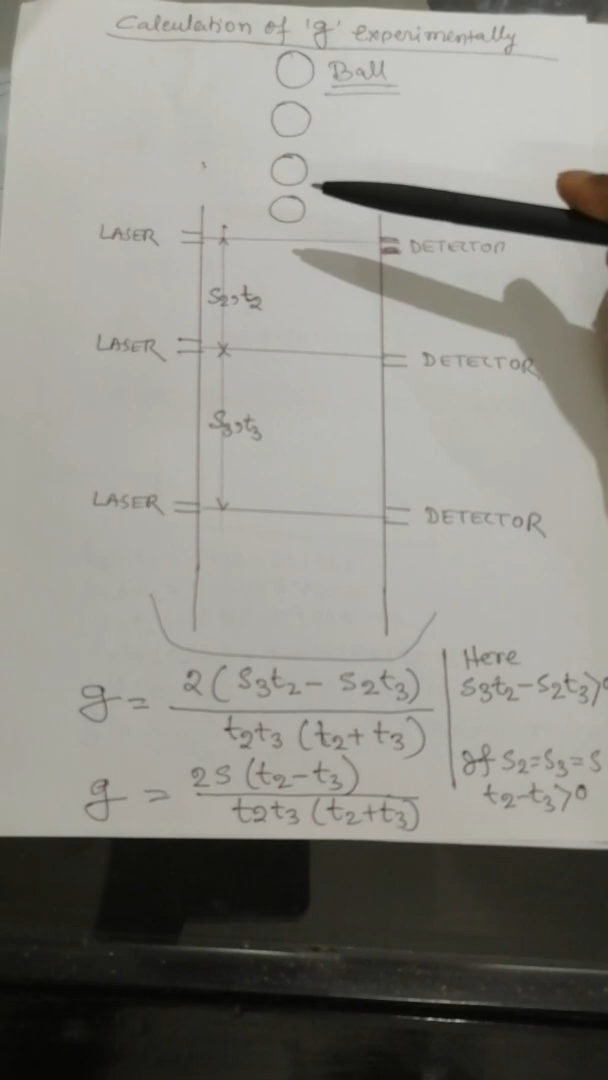 Calculation of 'g' experimentally
Ball
LASER DETECTOR
S₂,t₂
LASER DETECTOR
S₃,t₃
LASER DETECTOR
g = 2(S₃t₂ - S₂t₃) / t₂t₃ (t₂+t₃)
Here
S₃t₂-S₂t₃>0
If S₂=S₃=S
t₂-t₃>0
g = 2S (t₂-t₃) / t₂t₃ (t₂+t₃)